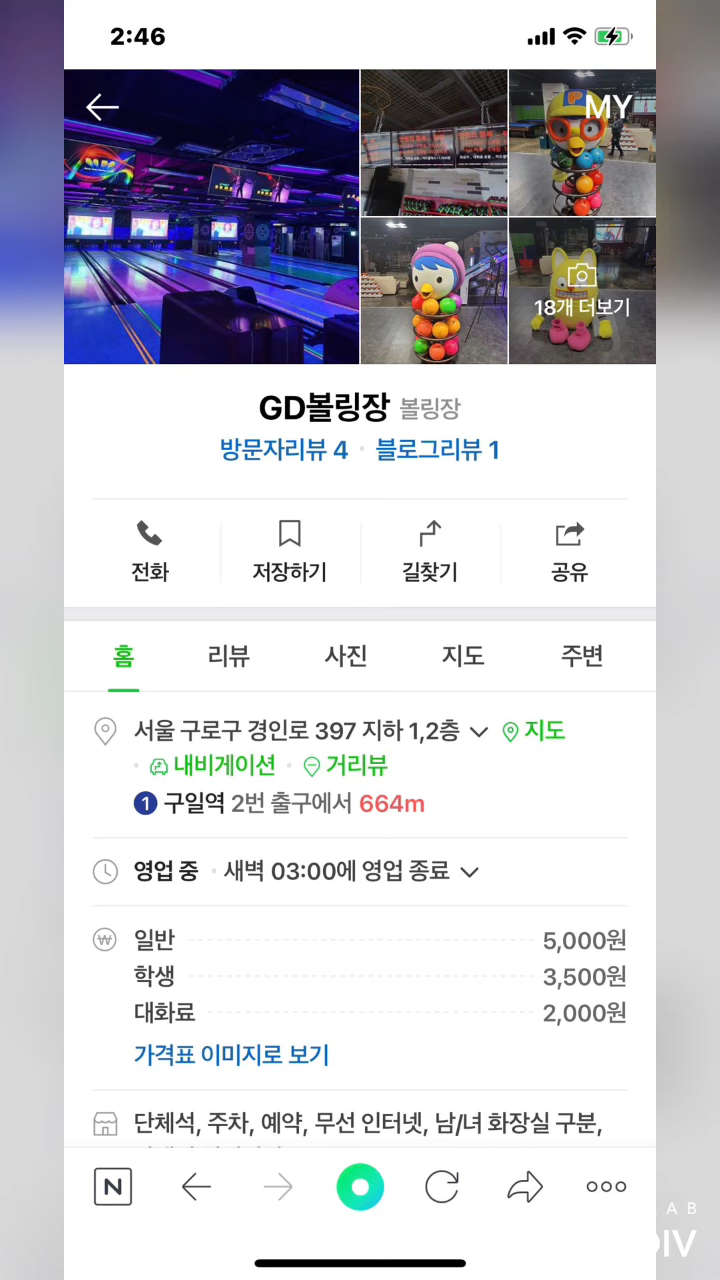 2:46
MY
18개 더보기
GD볼링장 볼링장
방문자리뷰 4 · 블로그리뷰 1
전화 저장하기 길찾기 공유
홈 리뷰 사진 지도 주변
서울 구로구 경인로 397 지하 1,2층 지도
· 내비게이션 · 거리뷰
1 구일역 2번 출구에서 664m
영업 중 · 새벽 03:00에 영업 종료
₩ 일반 5,000원
학생 3,500원
대화료 2,000원
가격표 이미지로 보기
단체석, 주차, 예약, 무선 인터넷, 남/녀 화장실 구분,
N